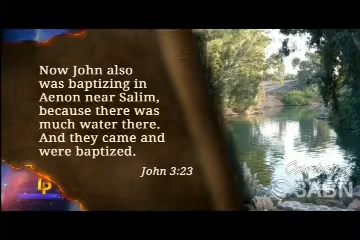 Now John also
was baptizing in
Aenon near Salim,
because there was
much water there.
And they came and
were baptized.
John 3:23
LP
3ABN